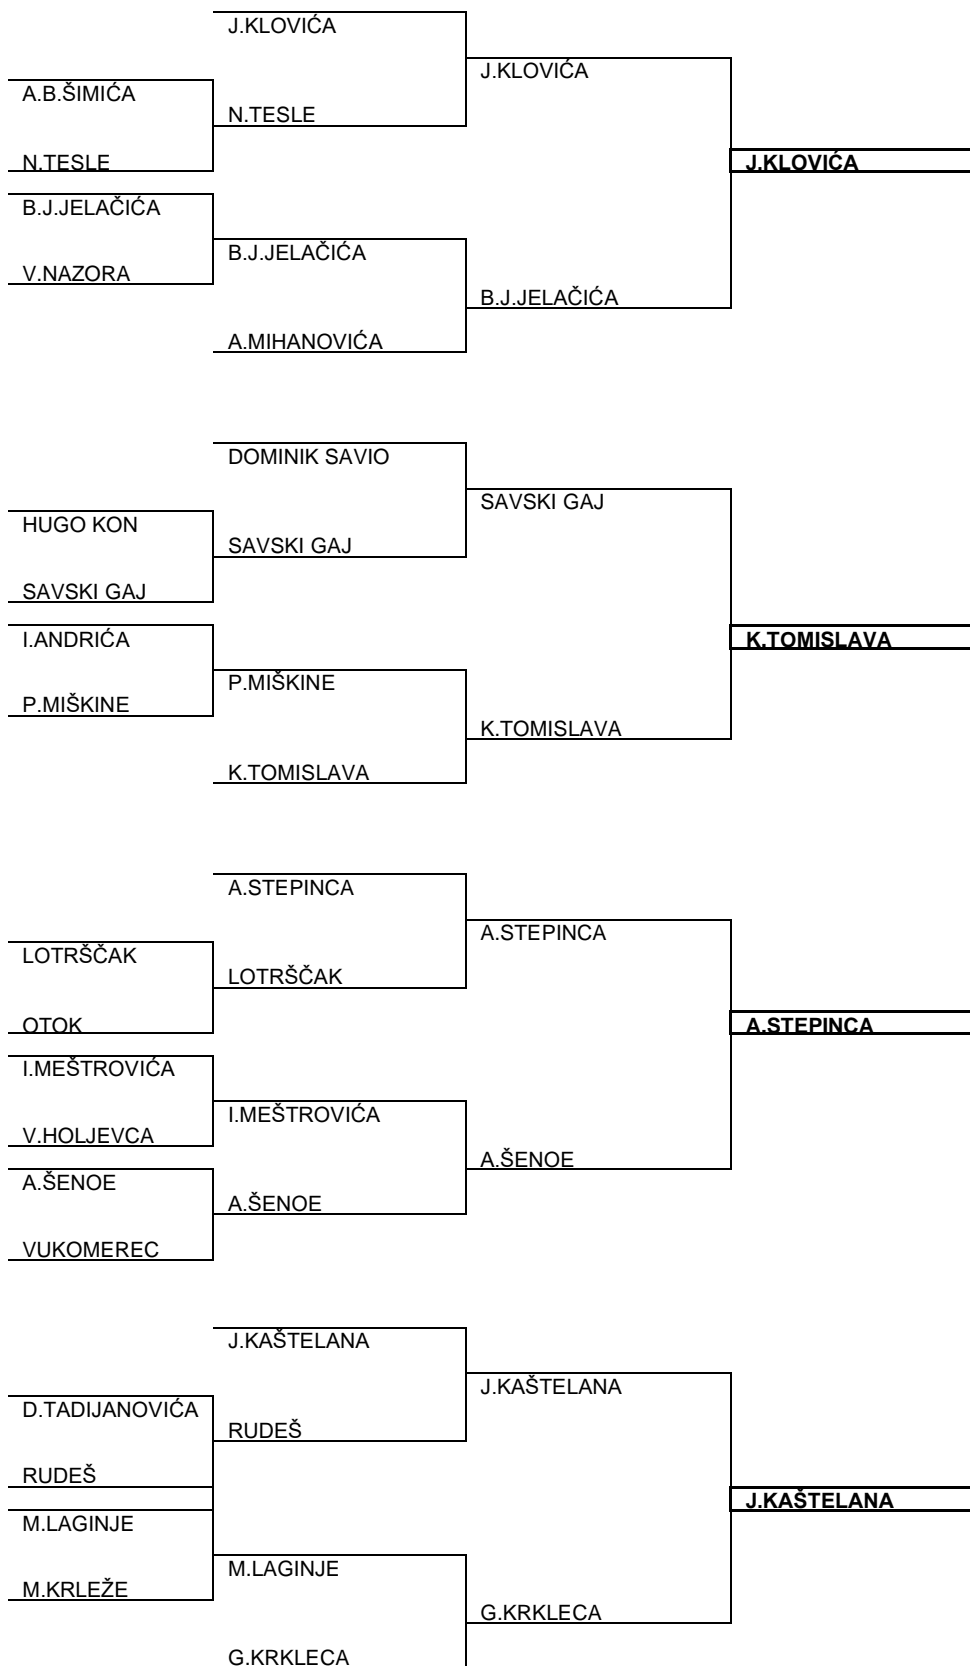 J.KLOVIĆA
J.KLOVIĆA
A.B.ŠIMIĆA
N.TESLE
N.TESLE
J.KLOVIĆA
B.J.JELAČIĆA
B.J.JELAČIĆA
V.NAZORA
B.J.JELAČIĆA
A.MIHANOVIĆA
DOMINIK SAVIO
SAVSKI GAJ
HUGO KON
SAVSKI GAJ
SAVSKI GAJ
I.ANDRIĆA
K.TOMISLAVA
P.MIŠKINE
P.MIŠKINE
K.TOMISLAVA
K.TOMISLAVA
A.STEPINCA
A.STEPINCA
LOTRŠČAK
LOTRŠČAK
OTOK
A.STEPINCA
I.MEŠTROVIĆA
I.MEŠTROVIĆA
V.HOLJEVCA
A.ŠENOE
A.ŠENOE
A.ŠENOE
VUKOMEREC
J.KAŠTELANA
J.KAŠTELANA
D.TADIJANOVIĆA
RUDEŠ
RUDEŠ
J.KAŠTELANA
M.LAGINJE
M.LAGINJE
M.KRLEŽE
G.KRKLECA
G.KRKLECA